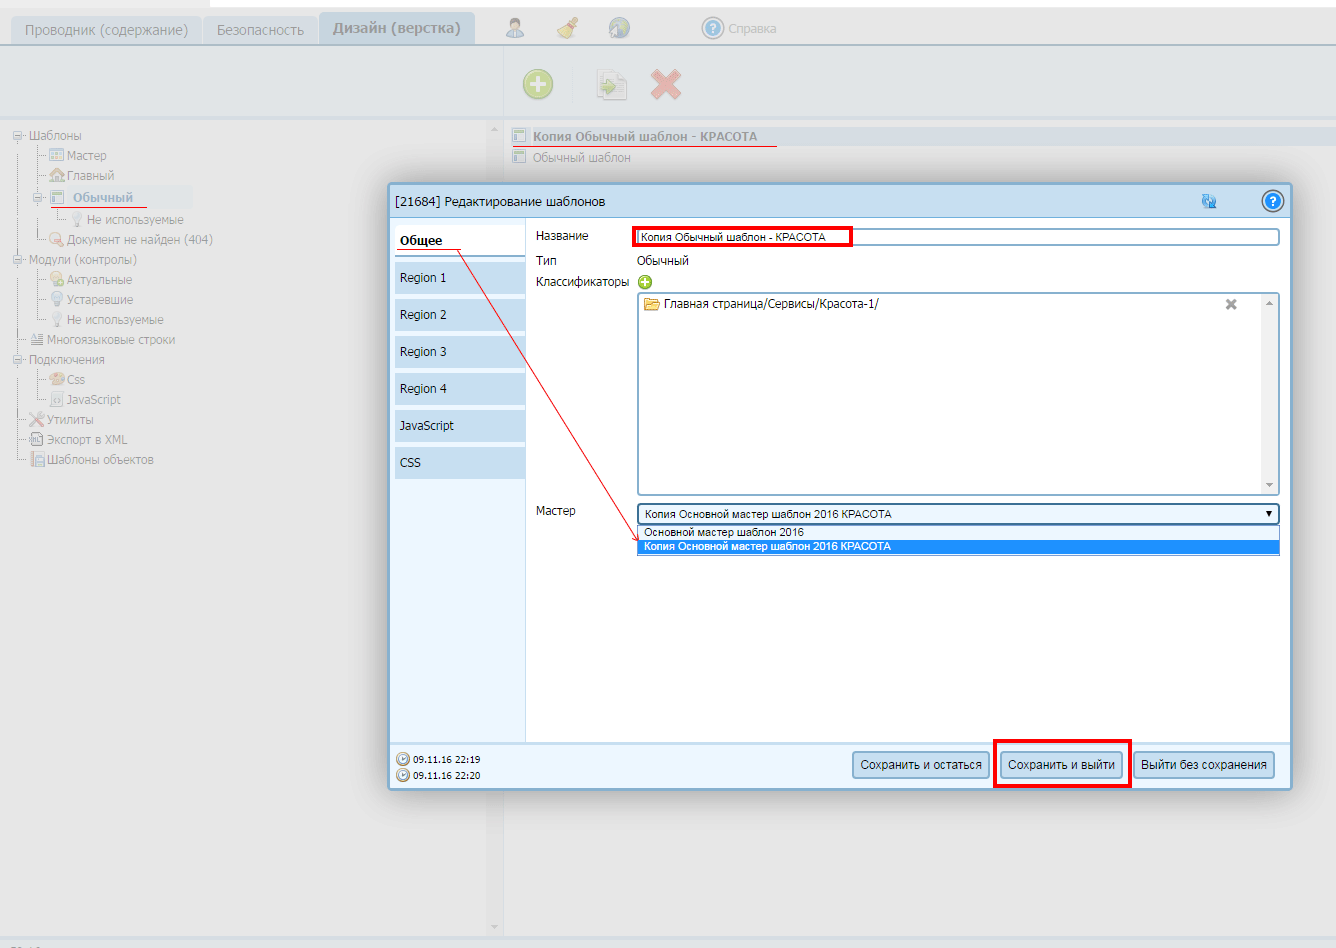 Проводник (содержание)
Безопасность
Дизайн (верстка)
Справка
Шаблоны
Мастер
Главный
Обычный
Не используемые
Документ не найден (404)
Модули (контролы)
Актуальные
Устаревшие
Не используемые
Многоязыковые строки
Подключения
Css
JavaScript
Утилиты
Экспорт в XML
Шаблоны объектов
Копия Обычный шаблон - КРАСОТА
Обычный шаблон
[21684] Редактирование шаблонов
Общее
Region 1
Region 2
Region 3
Region 4
JavaScript
CSS
Название
Копия Обычный шаблон - КРАСОТА
Тип
Обычный
Классификаторы
Главная страница/Сервисы/Красота-1/
Мастер
Копия Основной мастер шаблон 2016 КРАСОТА
Основной мастер шаблон 2016
Копия Основной мастер шаблон 2016 КРАСОТА
09.11.16 22:19
09.11.16 22:20
Сохранить и остаться
Сохранить и выйти
Выйти без сохранения